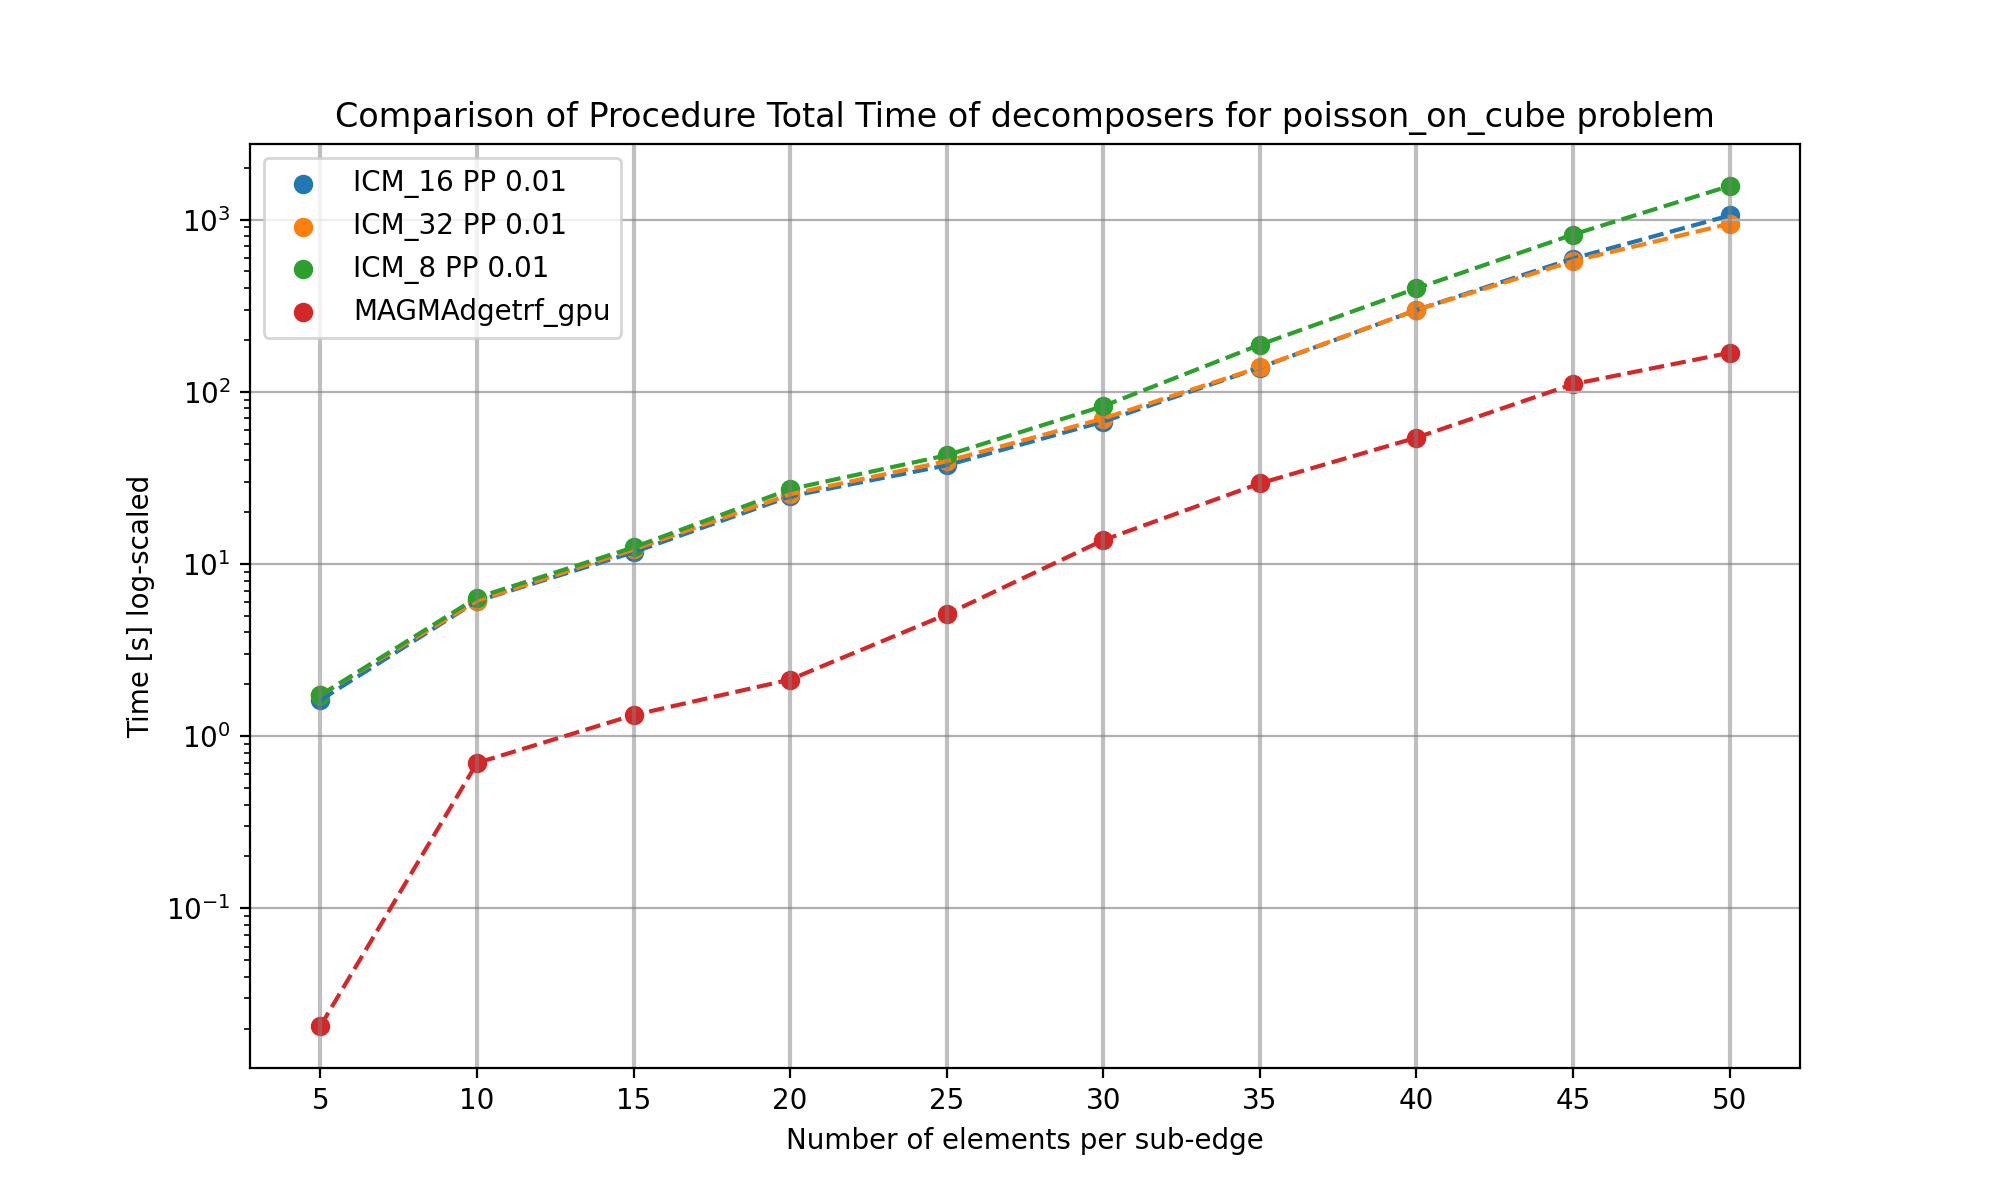 Comparison of Procedure Total Time of decomposers for poisson_on_cube problem
ICM_16 PP 0.01
ICM_32 PP 0.01
ICM_8 PP 0.01
MAGMAdgetrf_gpu
Time [s] log-scaled
10³
10²
10¹
10⁰
10⁻¹
5 10 15 20 25 30 35 40 45 50
Number of elements per sub-edge